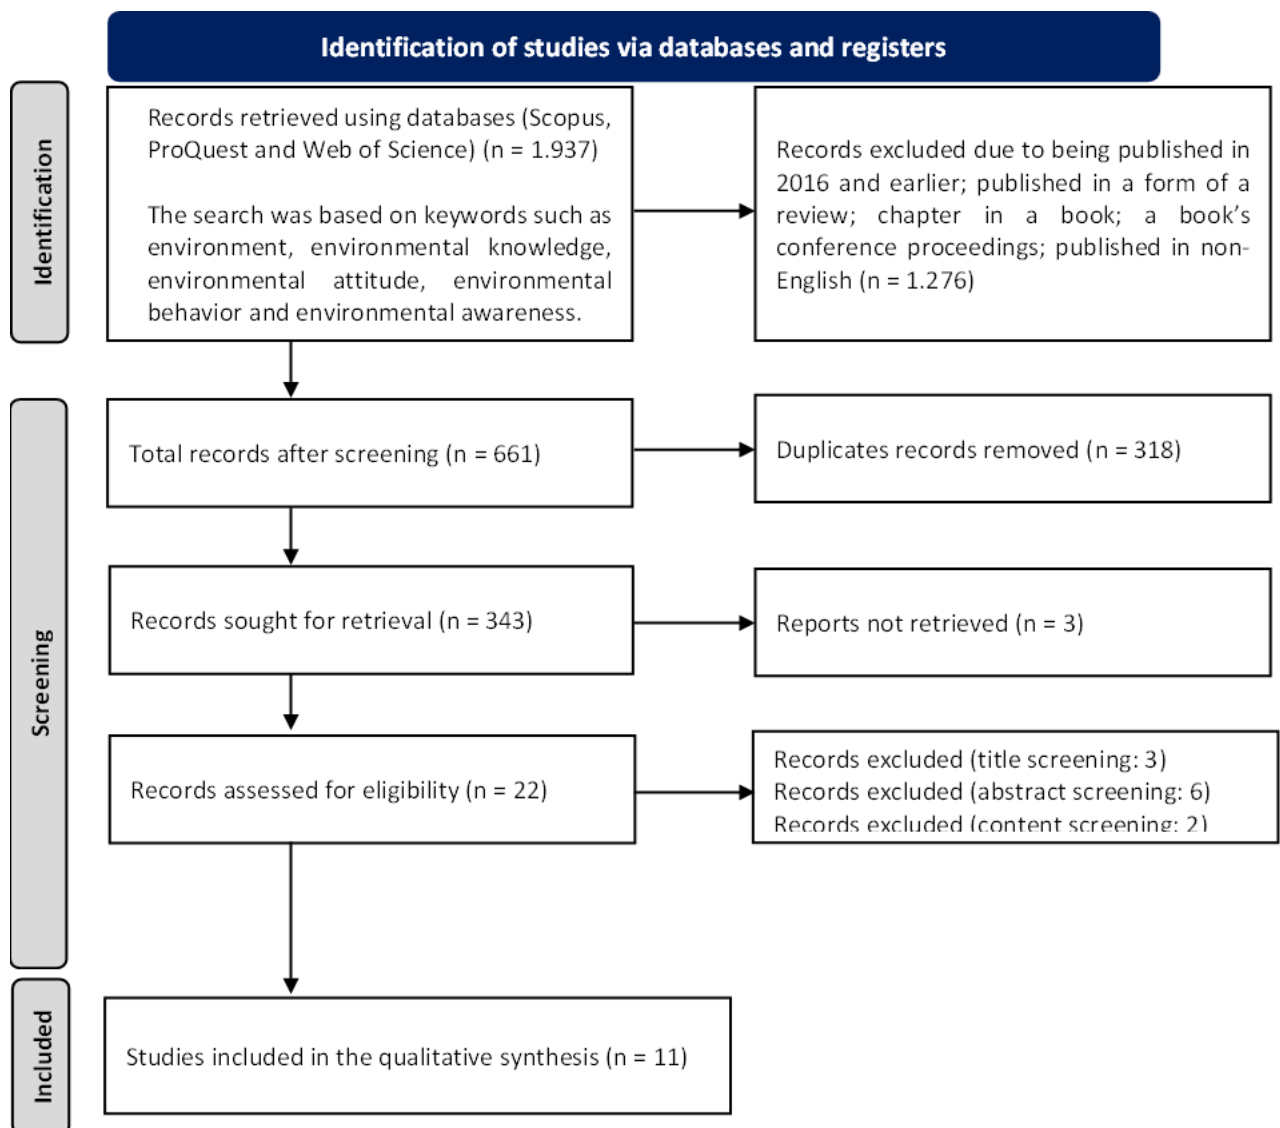 Identification of studies via databases and registers
Identification
Records retrieved using databases (Scopus,
ProQuest and Web of Science) (n = 1.937)
The search was based on keywords such as
environment, environmental knowledge,
environmental attitude, environmental
behavior and environmental awareness.
Records excluded due to being published in
2016 and earlier; published in a form of a
review; chapter in a book; a book’s
conference proceedings; published in non-
English (n = 1.276)
Screening
Total records after screening (n = 661)
Duplicates records removed (n = 318)
Records sought for retrieval (n = 343)
Reports not retrieved (n = 3)
Records assessed for eligibility (n = 22)
Records excluded (title screening: 3)
Records excluded (abstract screening: 6)
Records excluded (content screening: 2)
Included
Studies included in the qualitative synthesis (n = 11)